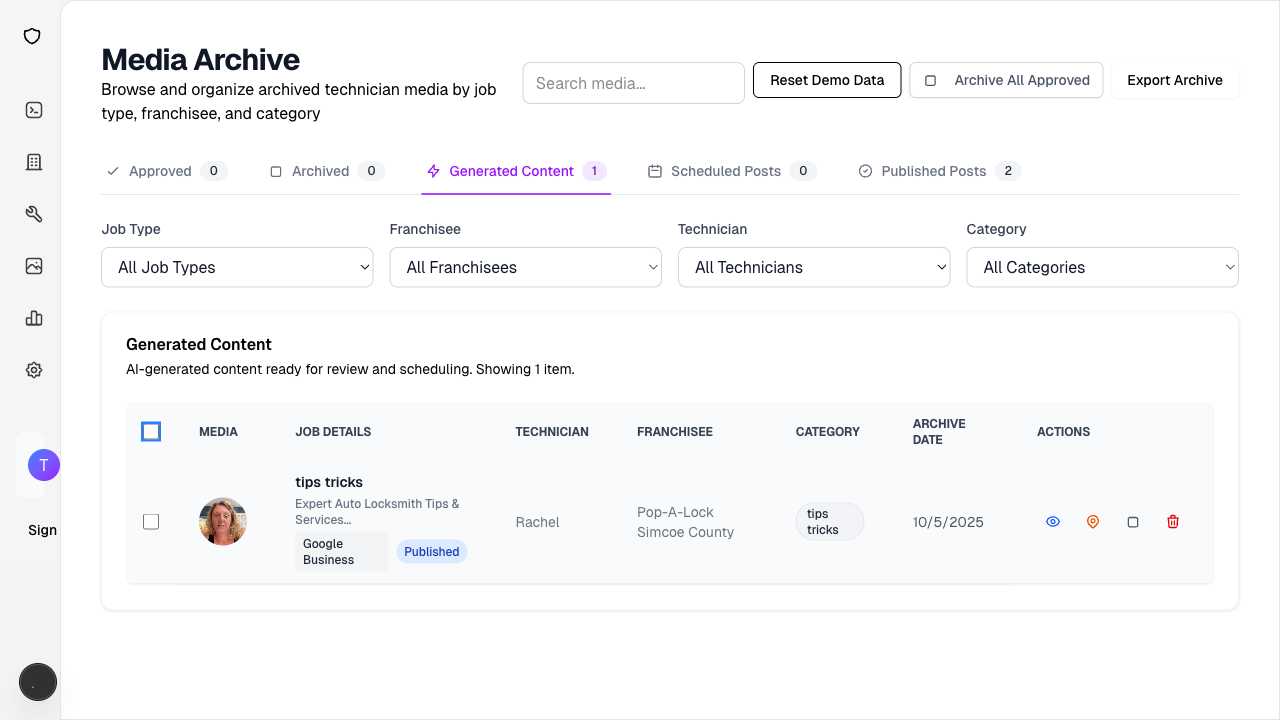 Media Archive
Browse and organize archived technician media by job
type, franchisee, and category
Search media...
Reset Demo Data
Archive All Approved
Export Archive
Approved 0
Archived 0
Generated Content 1
Scheduled Posts 0
Published Posts 2
Job Type
Franchisee
Technician
Category
All Job Types
All Franchisees
All Technicians
All Categories
Generated Content
AI-generated content ready for review and scheduling. Showing 1 item.
MEDIA
JOB DETAILS
TECHNICIAN
FRANCHISEE
CATEGORY
ARCHIVE
DATE
ACTIONS
tips tricks
Expert Auto Locksmith Tips &
Services...
Google
Business
Published
Rachel
Pop-A-Lock
Simcoe County
tips
tricks
10/5/2025
T
Sign